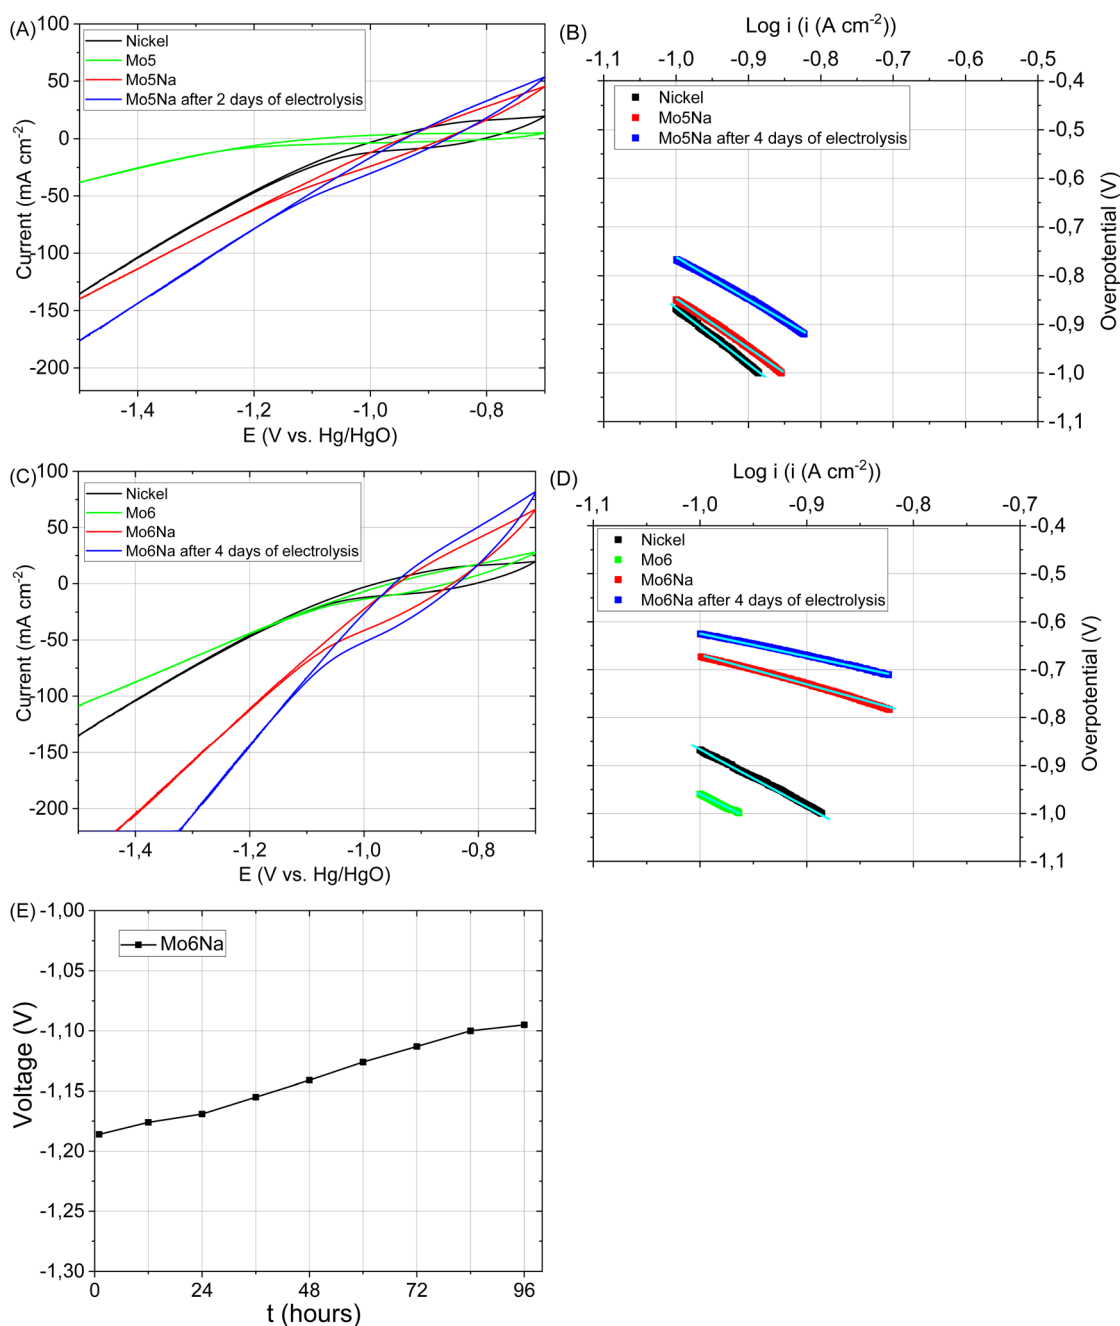 (A)
100
50
0
-50
-100
-150
-200
Current (mA cm-2)
Nickel
Mo5
Mo5Na
Mo5Na after 2 days of electrolysis
-1,4
-1,2
-1,0
-0,8
E (V vs. Hg/HgO)
(B)
Log i (i (A cm-2))
-1,1
-1,0
-0,9
-0,8
-0,7
-0,6
-0,5
Nickel
Mo5Na
Mo5Na after 4 days of electrolysis
-0,4
-0,5
-0,6
-0,7
-0,8
-0,9
-1,0
-1,1
Overpotential (V)
(C)
100
50
0
-50
-100
-150
-200
Current (mA cm-2)
Nickel
Mo6
Mo6Na
Mo6Na after 4 days of electrolysis
-1,4
-1,2
-1,0
-0,8
E (V vs. Hg/HgO)
(D)
Log i (i (A cm-2))
-1,1
-1,0
-0,9
-0,8
-0,7
Nickel
Mo6
Mo6Na
Mo6Na after 4 days of electrolysis
-0,4
-0,5
-0,6
-0,7
-0,8
-0,9
-1,0
-1,1
Overpotential (V)
(E)
-1,00
-1,05
-1,10
-1,15
-1,20
-1,25
-1,30
Voltage (V)
Mo6Na
0
24
48
72
96
t (hours)